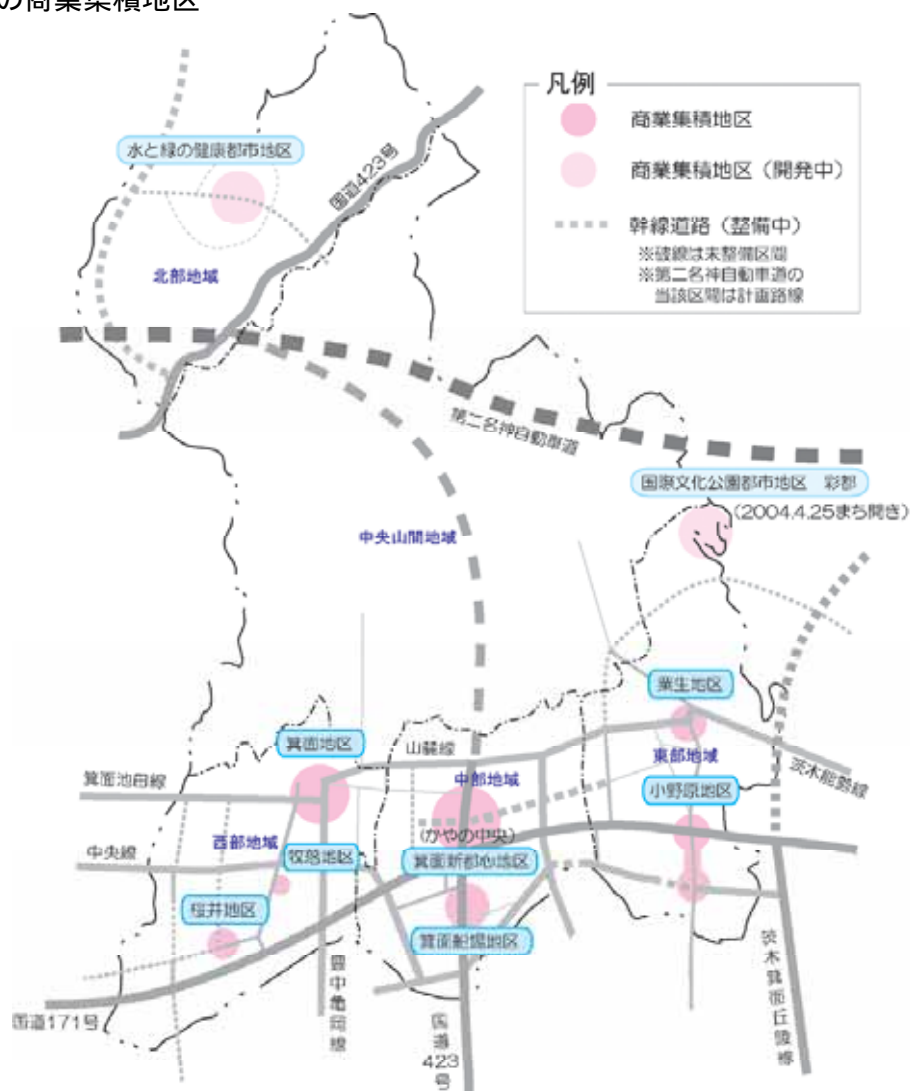 の商業集積地区
凡例
商業集積地区
商業集積地区（開発中）
幹線道路（整備中）
※破線は未整備区間
※第二名神自動車道の
当該区間は計画路線
水と緑の健康都市地区
国道423号
北部地域
第二名神自動車道
国際文化公園都市地区　彩都
（2004.4.25まち開き）
中央山間地域
粟生地区
箕面地区
山麓線
東部地域
茨木能勢線
箕面池田線
中部地域
小野原地区
西部地域
（かやの中央）
中央線
牧落地区
箕面新都心地区
桜井地区
箕面船場地区
豊中亀岡線
茨木箕面丘陵線
国道171号
国道423号